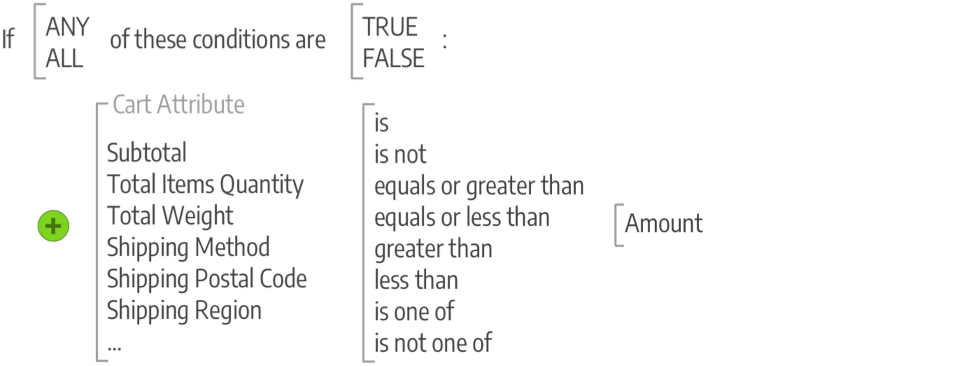 If ANY of these conditions are TRUE :
ALL FALSE
Cart Attribute
Subtotal
Total Items Quantity
Total Weight
Shipping Method
Shipping Postal Code
Shipping Region
...
is
is not
equals or greater than
equals or less than
greater than
less than
is one of
is not one of
Amount